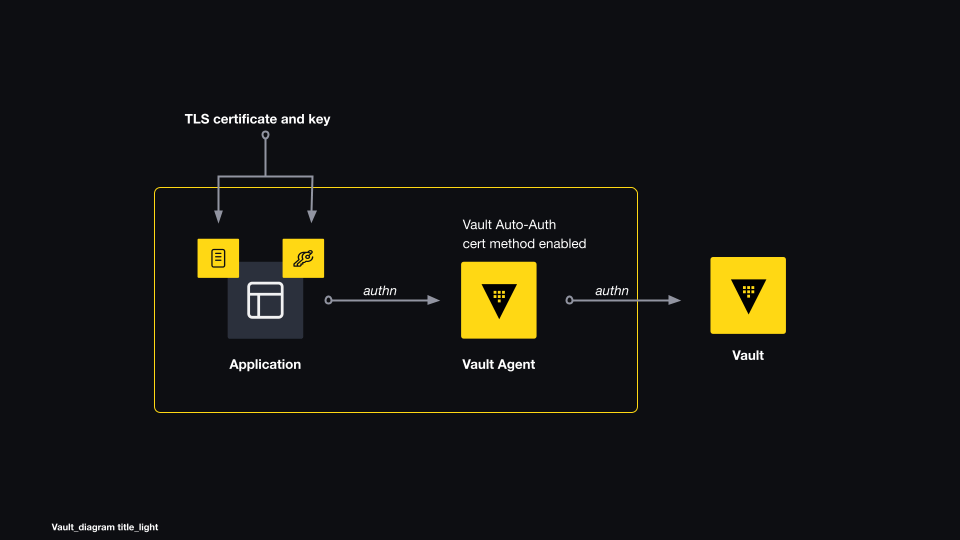 TLS certificate and key
Vault Auto-Auth
cert method enabled
authn
authn
Application
Vault Agent
Vault
Vault_diagram title_light